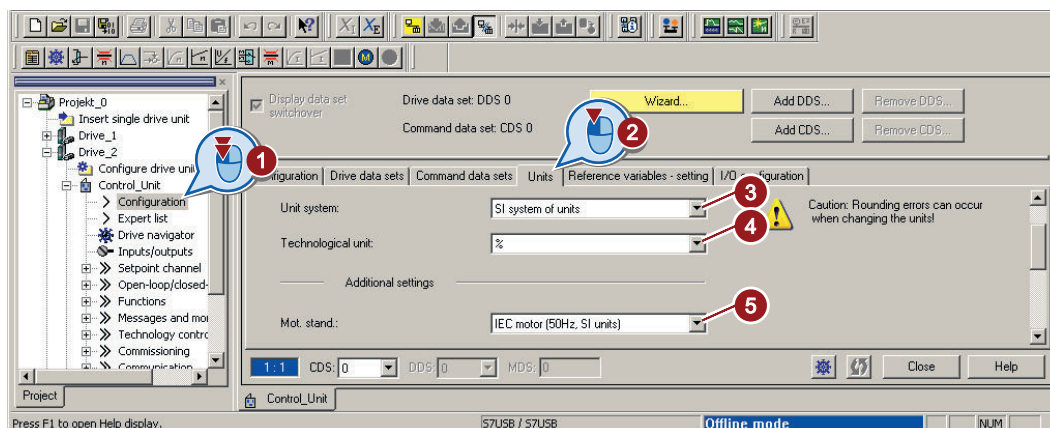 Projekt_0
Insert single drive unit
Drive_1
Drive_2
Configure drive uni
Control_Unit
Configuration
Expert list
Drive navigator
Inputs/outputs
Setpoint channel
Open-loop/closed-
Functions
Messages and mo
Technology contro
Commissioning
Communication
Project
Display data set
switchover
Drive data set: DDS 0
Command data set: CDS 0
Wizard...
Add DDS...
Remove DDS...
Add CDS...
Remove CDS...
1
2
figuration
Drive data sets
Command data sets
Units
Reference variables - setting
I/O configuration
Unit system:
SI system of units
3
Caution: Rounding errors can occur
when changing the units!
Technological unit:
%
4
Additional settings
Mot. stand.:
IEC motor (50Hz, SI units)
5
1:1
CDS: 0
DDS: 0
MDS: 0
Close
Help
Control_Unit
Press F1 to open Help display.
S7USB / S7USB
Offline mode
NUM